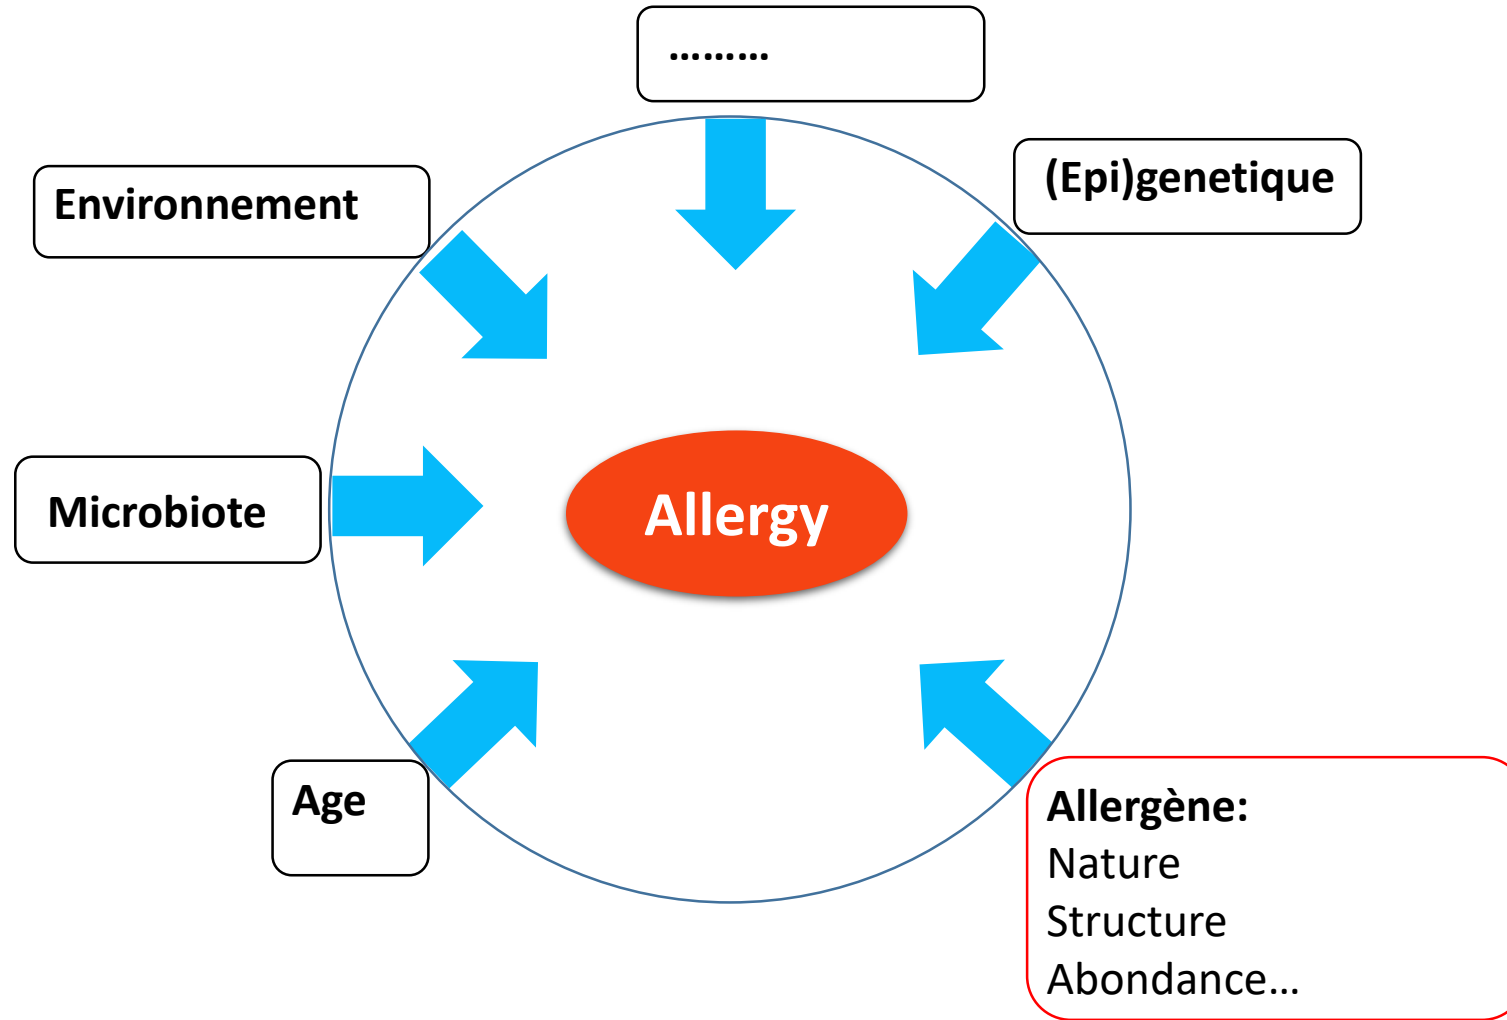 ………
(Epi)genetique
Environnement
Microbiote
Allergy
Age
Allergène:
Nature
Structure
Abondance…